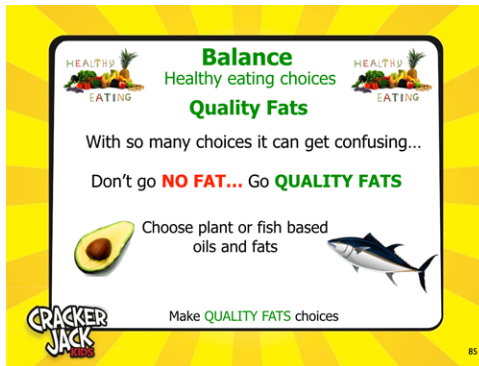 HEALTHY
EATING
Balance
Healthy eating choices
HEALTHY
EATING
Quality Fats
With so many choices it can get confusing...
Don't go NO FAT... Go QUALITY FATS
Choose plant or fish based
oils and fats
Make QUALITY FATS choices
CRACKER
JACK
KIDS
85